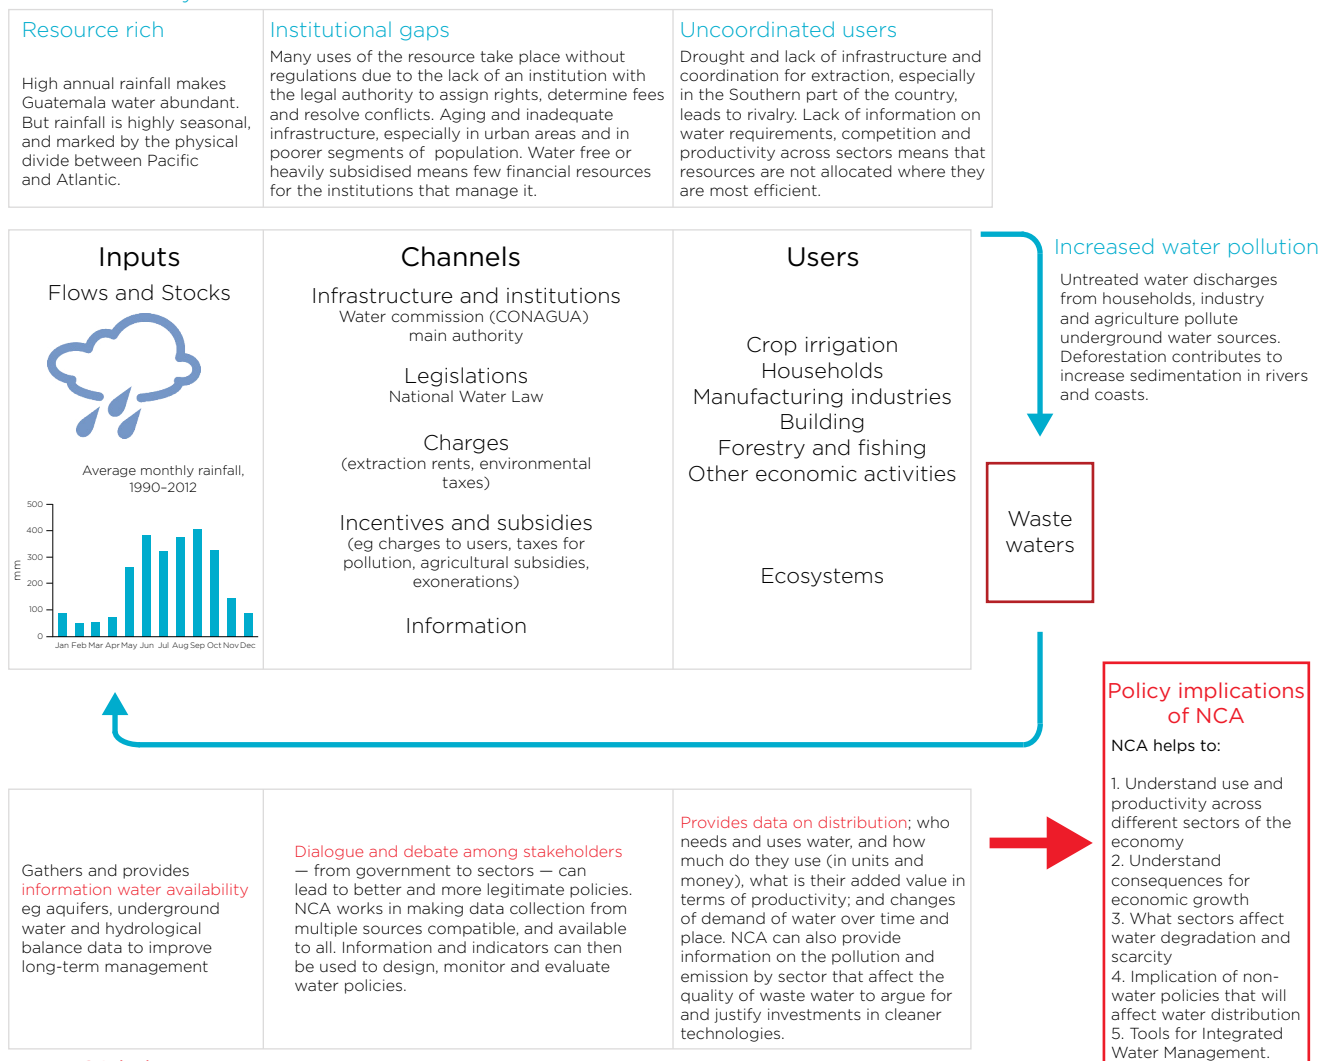 Resource rich
High annual rainfall makes
Guatemala water abundant.
But rainfall is highly seasonal,
and marked by the physical
divide between Pacific
and Atlantic.
Institutional gaps
Many uses of the resource take place without
regulations due to the lack of an institution with
the legal authority to assign rights, determine fees
and resolve conflicts. Aging and inadequate
infrastructure, especially in urban areas and in
poorer segments of population. Water free or
heavily subsidised means few financial resources
for the institutions that manage it.
Uncoordinated users
Drought and lack of infrastructure and
coordination for extraction, especially
in the Southern part of the country,
leads to rivalry. Lack of information on
water requirements, competition and
productivity across sectors means that
resources are not allocated where they
are most efficient.
Inputs
Flows and Stocks
Average monthly rainfall,
1990–2012
500
400
300
200
100
0
mm
Jan Feb Mar Apr May Jun Jul Aug Sep Oct Nov Dec
Channels
Infrastructure and institutions
Water commission (CONAGUA)
main authority
Legislations
National Water Law
Charges
(extraction rents, environmental
taxes)
Incentives and subsidies
(eg charges to users, taxes for
pollution, agricultural subsidies,
exonerations)
Information
Users
Crop irrigation
Households
Manufacturing industries
Building
Forestry and fishing
Other economic activities
Ecosystems
Increased water pollution
Untreated water discharges
from households, industry
and agriculture pollute
underground water sources.
Deforestation contributes to
increase sedimentation in rivers
and coasts.
Waste
waters
Gathers and provides
information water availability
eg aquifers, underground
water and hydrological
balance data to improve
long-term management
Dialogue and debate among stakeholders
— from government to sectors — can
lead to better and more legitimate policies.
NCA works in making data collection from
multiple sources compatible, and available
to all. Information and indicators can then
be used to design, monitor and evaluate
water policies.
Provides data on distribution; who
needs and uses water, and how
much do they use (in units and
money), what is their added value in
terms of productivity; and changes
of demand of water over time and
place. NCA can also provide
information on the pollution and
emission by sector that affect the
quality of waste water to argue for
and justify investments in cleaner
technologies.
Policy implications
of NCA
NCA helps to:
1. Understand use and
productivity across
different sectors of the
economy
2. Understand
consequences for
economic growth
3. What sectors affect
water degradation and
scarcity
4. Implication of non-
water policies that will
affect water distribution
5. Tools for Integrated
Water Management.